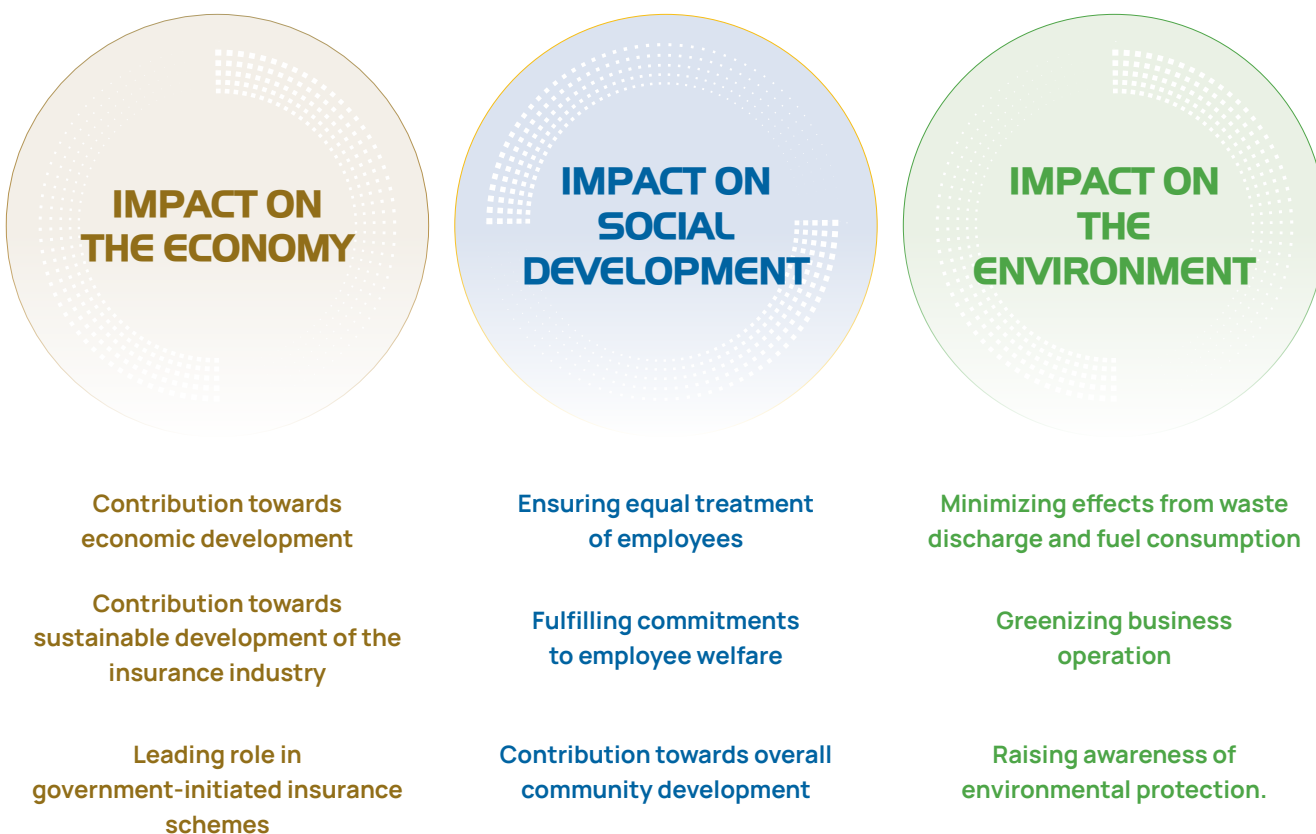 IMPACT ON
THE ECONOMY
Contribution towards
economic development
Contribution towards
sustainable development of the
insurance industry
Leading role in
government-initiated insurance
schemes
IMPACT ON
SOCIAL
DEVELOPMENT
Ensuring equal treatment
of employees
Fulfilling commitments
to employee welfare
Contribution towards overall
community development
IMPACT ON
THE
ENVIRONMENT
Minimizing effects from waste
discharge and fuel consumption
Greenizing business
operation
Raising awareness of
environmental protection.